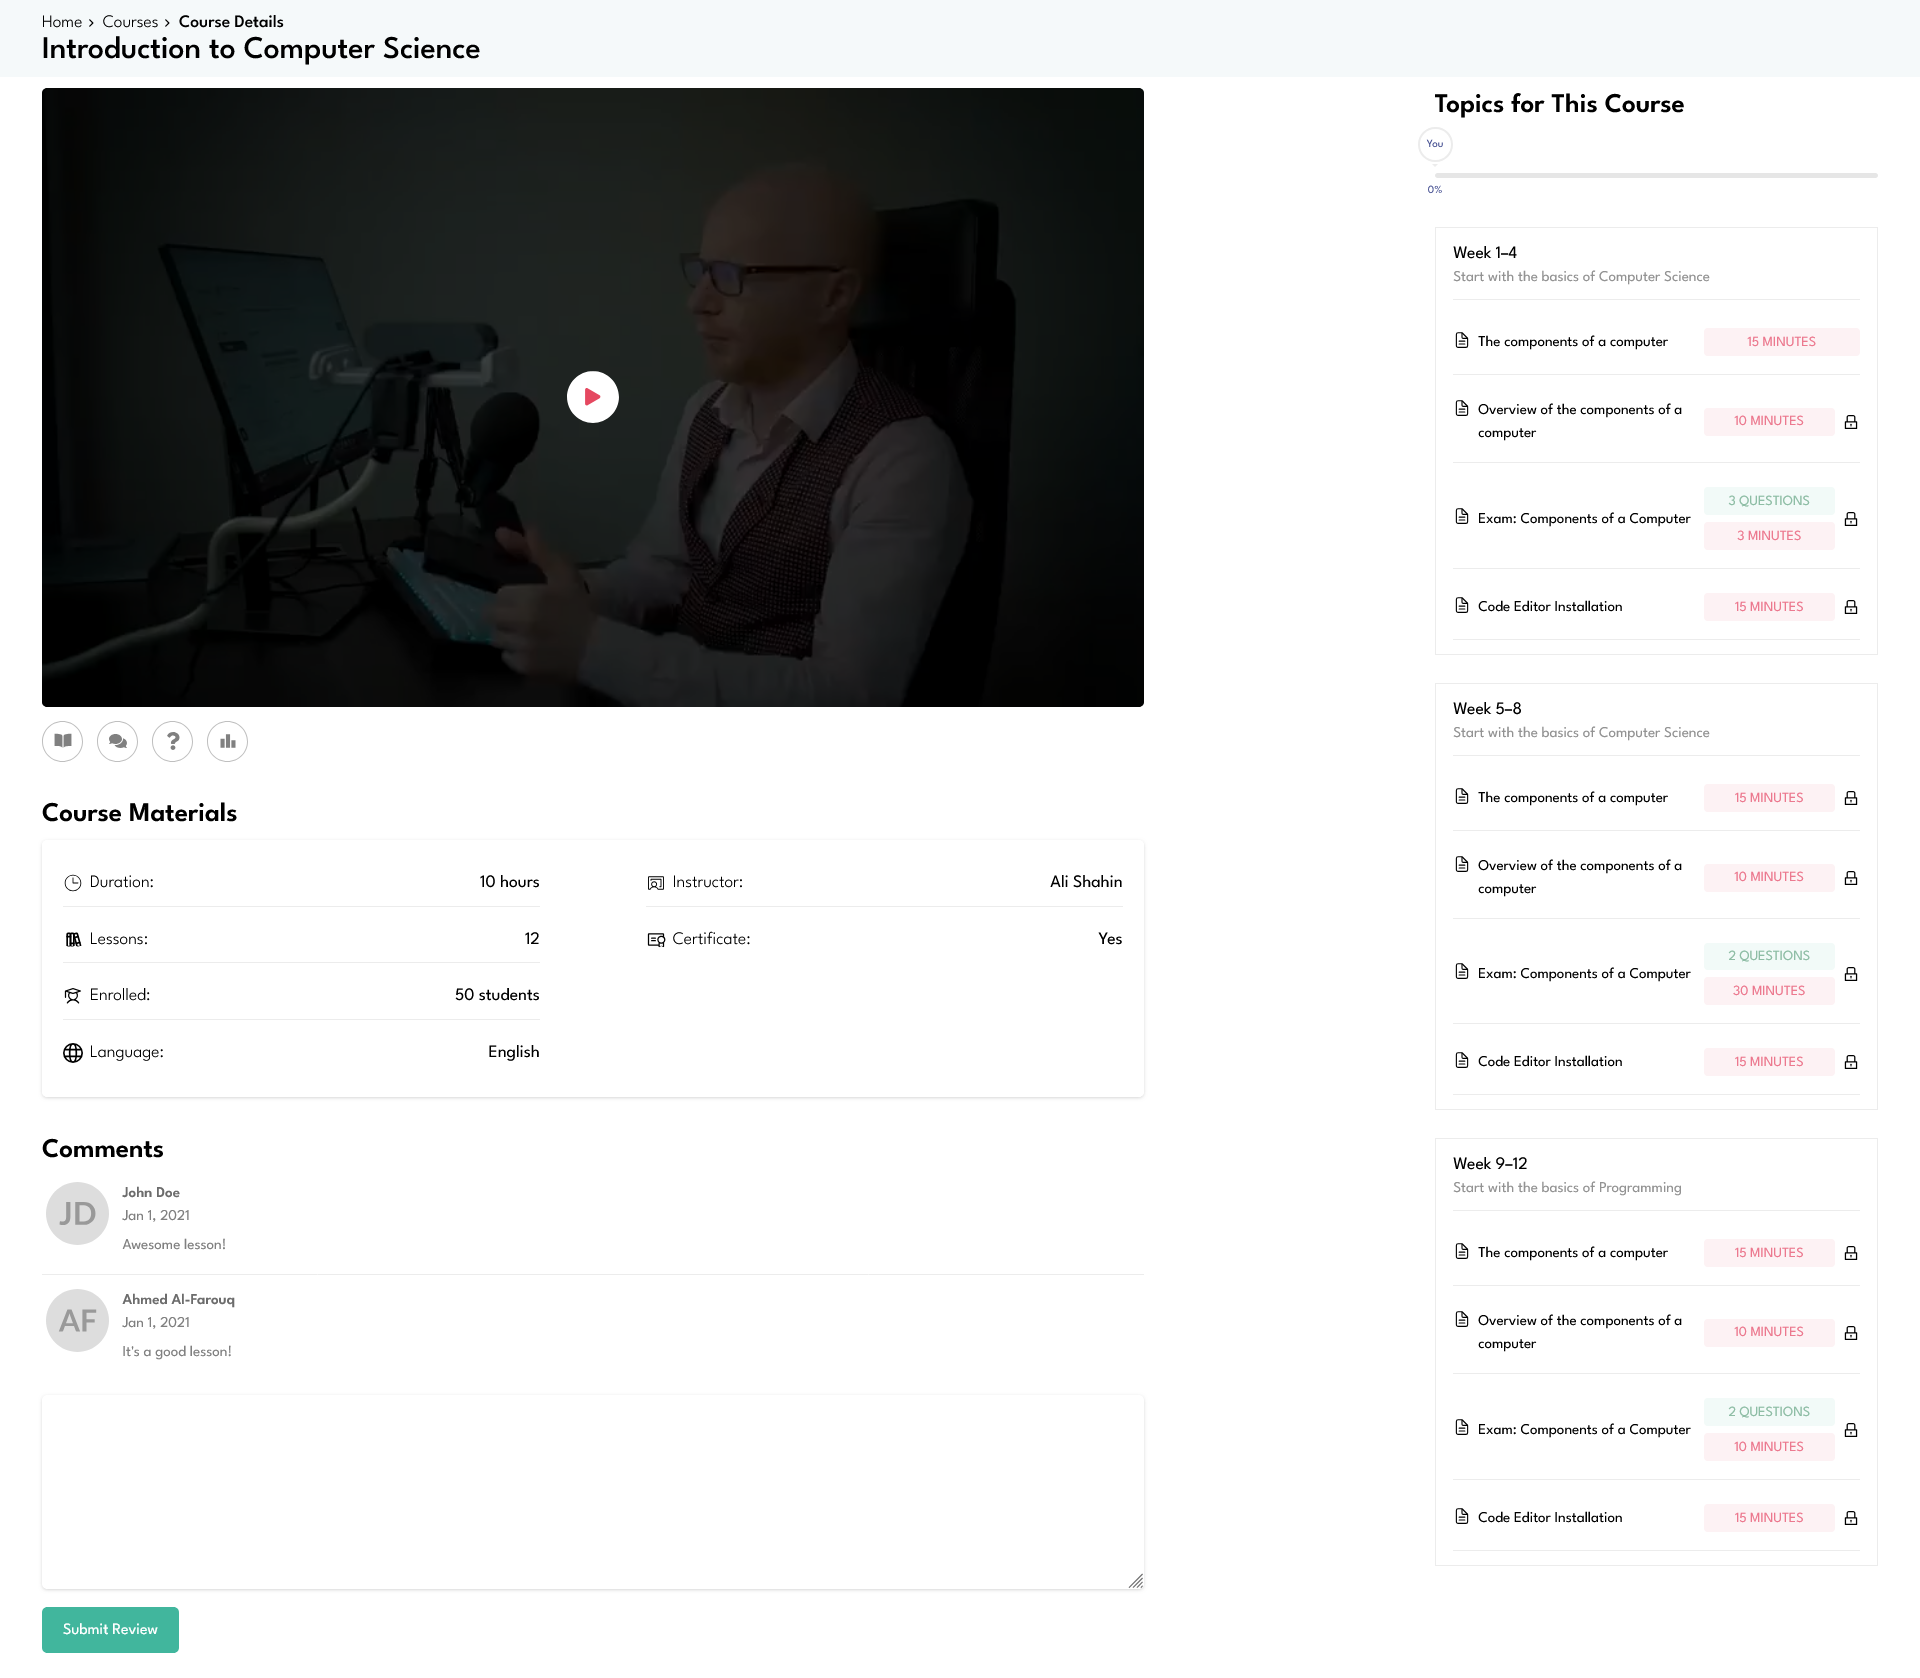 Home › Courses › Course Details
Introduction to Computer Science
Course Materials
Duration: 10 hours
Lessons: 12
Enrolled: 50 students
Language: English
Instructor: Ali Shahin
Certificate: Yes
Comments
JD
John Doe
Jan 1, 2021
Awesome lesson!
AF
Ahmed Al-Farouq
Jan 1, 2021
It's a good lesson!
Submit Review
Topics for This Course
You
0%
Week 1–4
Start with the basics of Computer Science
The components of a computer 15 MINUTES
Overview of the components of a
computer
10 MINUTES
Exam: Components of a Computer
3 QUESTIONS
3 MINUTES
Code Editor Installation 15 MINUTES
Week 5–8
Start with the basics of Computer Science
The components of a computer 15 MINUTES
Overview of the components of a
computer
10 MINUTES
Exam: Components of a Computer
2 QUESTIONS
30 MINUTES
Code Editor Installation 15 MINUTES
Week 9–12
Start with the basics of Programming
The components of a computer 15 MINUTES
Overview of the components of a
computer
10 MINUTES
Exam: Components of a Computer
2 QUESTIONS
10 MINUTES
Code Editor Installation 15 MINUTES